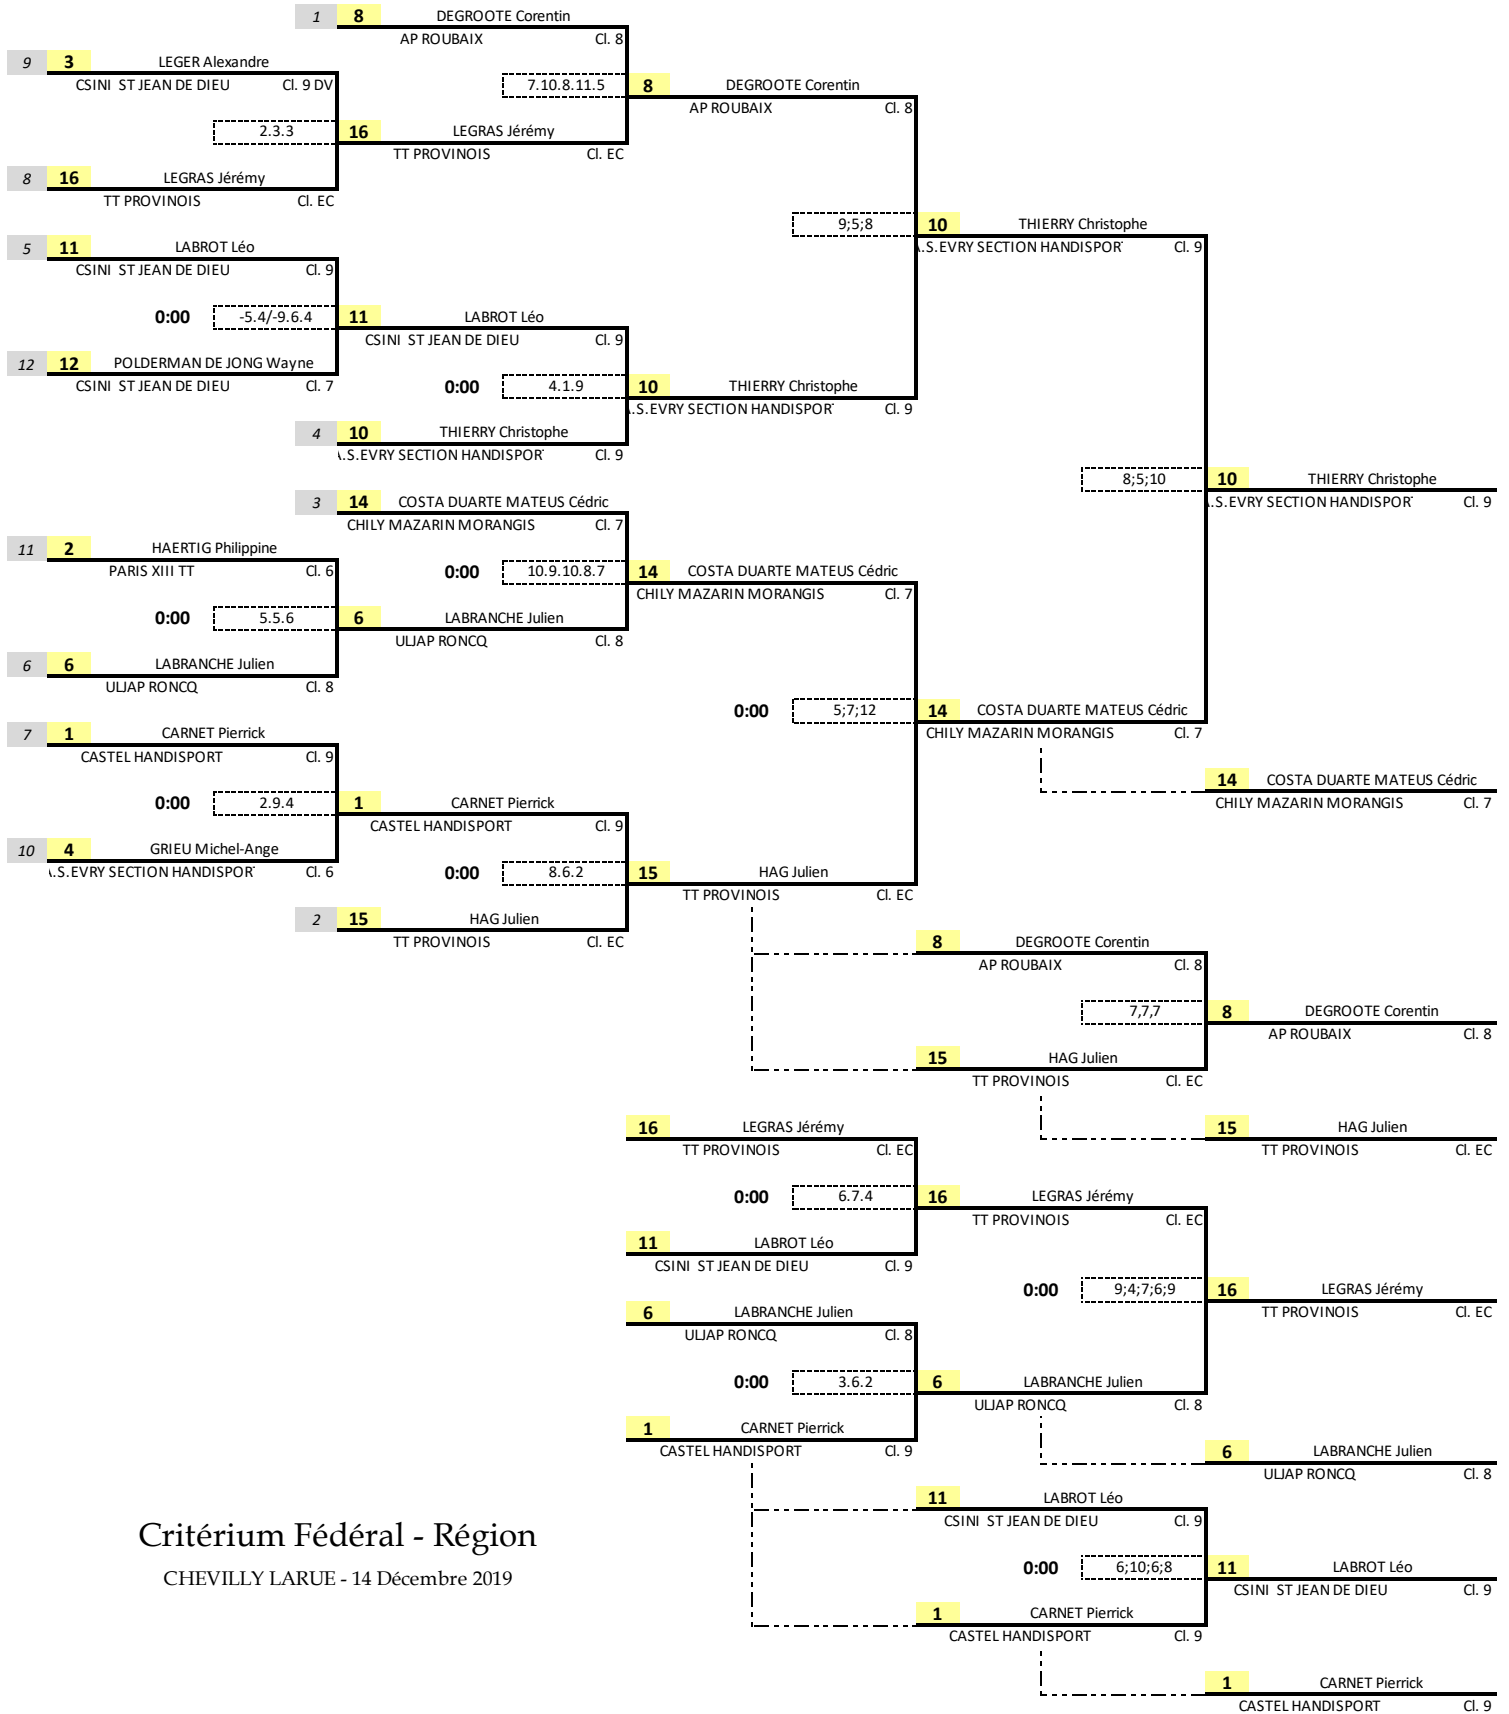 1 8 DEGROOTE Corentin
AP ROUBAIX Cl. 8
9 3 LEGER Alexandre
CSINI ST JEAN DE DIEU Cl. 9 DV
7.10.8.11.5 8 DEGROOTE Corentin
AP ROUBAIX Cl. 8
2.3.3 16 LEGRAS Jérémy
TT PROVINOIS Cl. EC
8 16 LEGRAS Jérémy
TT PROVINOIS Cl. EC
9;5;8 10 THIERRY Christophe
.S.EVRY SECTION HANDISPOR Cl. 9
5 11 LABROT Léo
CSINI ST JEAN DE DIEU Cl. 9
0:00 -5.4/-9.6.4 11 LABROT Léo
CSINI ST JEAN DE DIEU Cl. 9
12 12 POLDERMAN DE JONG Wayne
CSINI ST JEAN DE DIEU Cl. 7
0:00 4.1.9 10 THIERRY Christophe
.S.EVRY SECTION HANDISPOR Cl. 9
4 10 THIERRY Christophe
.S.EVRY SECTION HANDISPOR Cl. 9
8;5;10 10 THIERRY Christophe
.S.EVRY SECTION HANDISPOR Cl. 9
3 14 COSTA DUARTE MATEUS Cédric
CHILY MAZARIN MORANGIS Cl. 7
11 2 HAERTIG Philippine
PARIS XIII TT Cl. 6
0:00 10.9.10.8.7 14 COSTA DUARTE MATEUS Cédric
CHILY MAZARIN MORANGIS Cl. 7
0:00 5.5.6 6 LABRANCHE Julien
ULJAP RONCQ Cl. 8
6 6 LABRANCHE Julien
ULJAP RONCQ Cl. 8
0:00 5;7;12 14 COSTA DUARTE MATEUS Cédric
CHILY MAZARIN MORANGIS Cl. 7
7 1 CARNET Pierrick
CASTEL HANDISPORT Cl. 9
14 COSTA DUARTE MATEUS Cédric
CHILY MAZARIN MORANGIS Cl. 7
0:00 2.9.4 1 CARNET Pierrick
CASTEL HANDISPORT Cl. 9
10 4 GRIEU Michel-Ange
.S.EVRY SECTION HANDISPOR Cl. 6
0:00 8.6.2 15 HAG Julien
TT PROVINOIS Cl. EC
2 15 HAG Julien
TT PROVINOIS Cl. EC
8 DEGROOTE Corentin
AP ROUBAIX Cl. 8
7,7,7 8 DEGROOTE Corentin
AP ROUBAIX Cl. 8
15 HAG Julien
TT PROVINOIS Cl. EC
16 LEGRAS Jérémy
TT PROVINOIS Cl. EC
15 HAG Julien
TT PROVINOIS Cl. EC
0:00 6.7.4 16 LEGRAS Jérémy
TT PROVINOIS Cl. EC
11 LABROT Léo
CSINI ST JEAN DE DIEU Cl. 9
0:00 9;4;7;6;9 16 LEGRAS Jérémy
TT PROVINOIS Cl. EC
6 LABRANCHE Julien
ULJAP RONCQ Cl. 8
0:00 3.6.2 6 LABRANCHE Julien
ULJAP RONCQ Cl. 8
1 CARNET Pierrick
CASTEL HANDISPORT Cl. 9
6 LABRANCHE Julien
ULJAP RONCQ Cl. 8
11 LABROT Léo
CSINI ST JEAN DE DIEU Cl. 9
Critérium Fédéral - Région
CHEVILLY LARUE - 14 Décembre 2019
0:00 6;10;6;8 11 LABROT Léo
CSINI ST JEAN DE DIEU Cl. 9
1 CARNET Pierrick
CASTEL HANDISPORT Cl. 9
1 CARNET Pierrick
CASTEL HANDISPORT Cl. 9